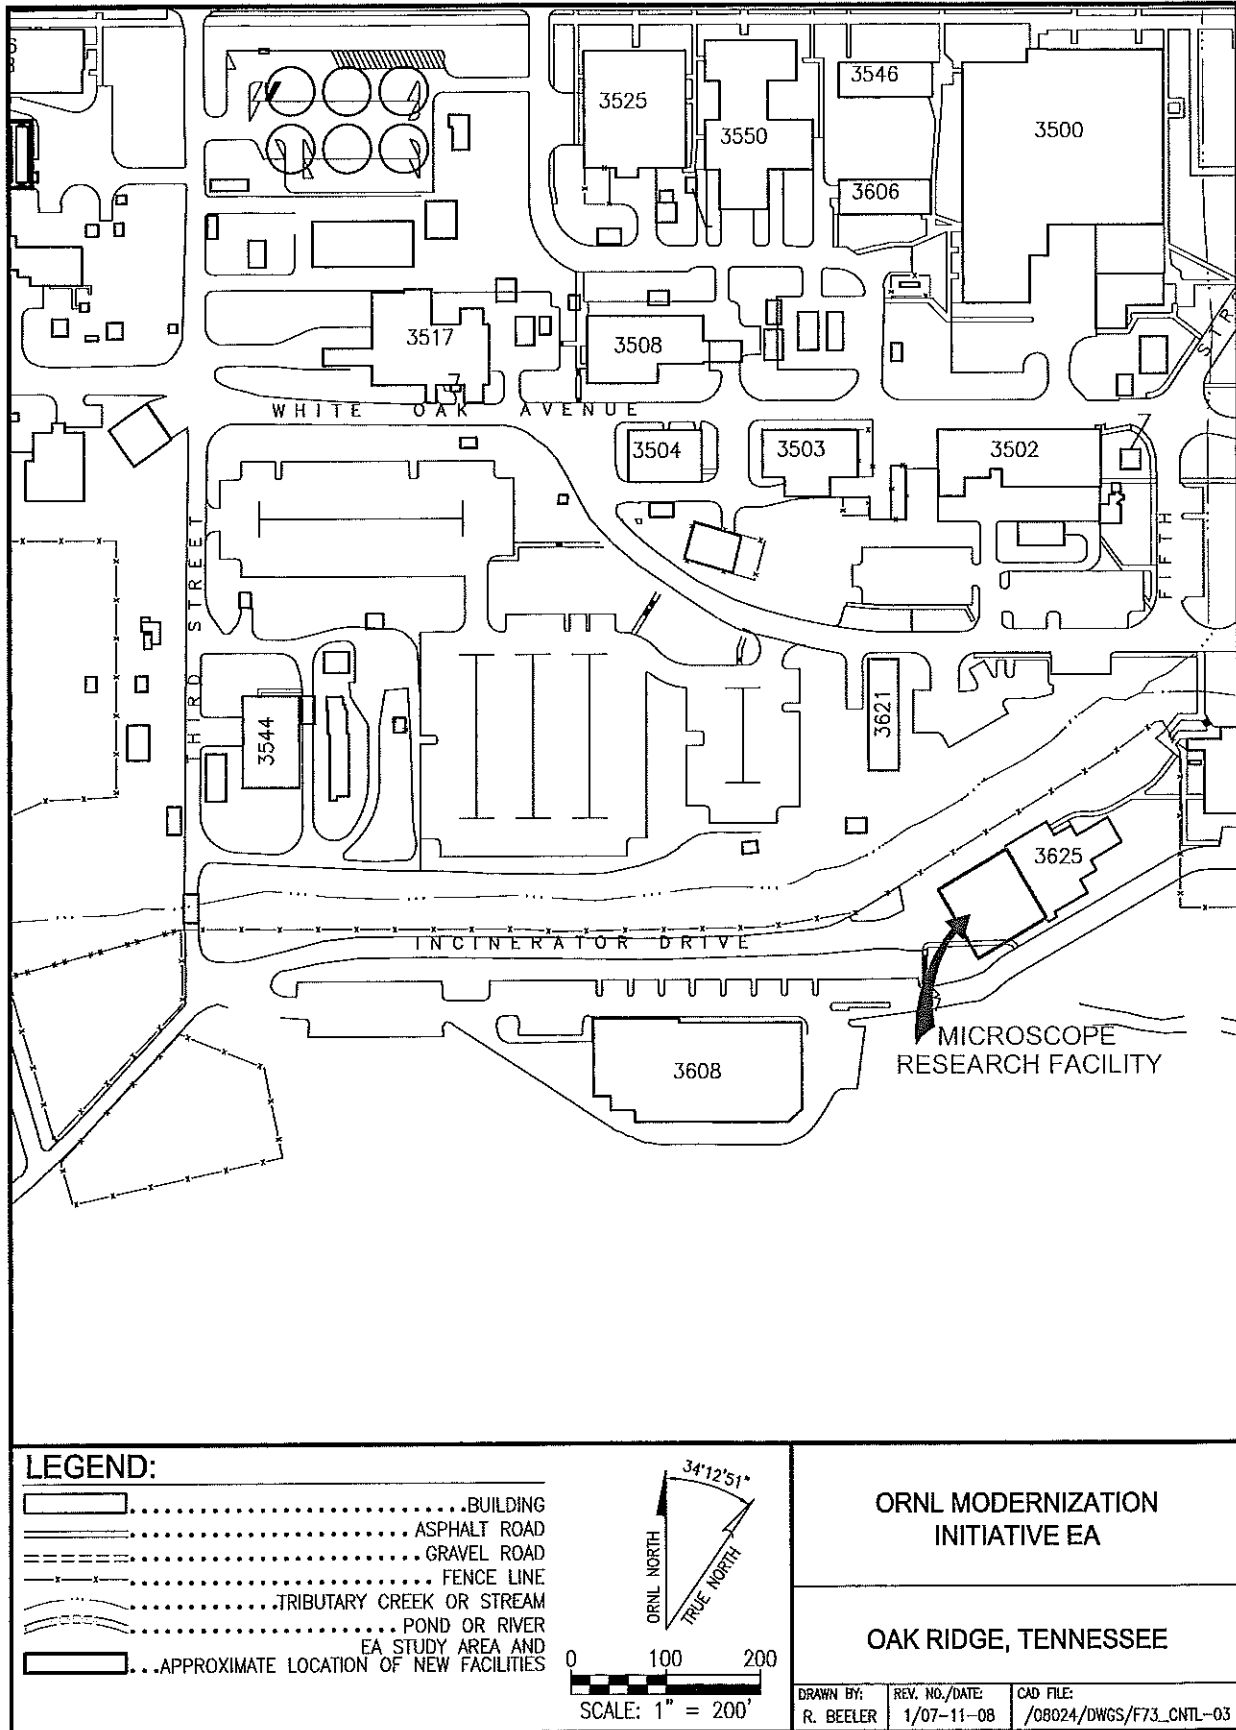 3525
3550
3546
3500
3606
3517
3508
WHITE OAK AVENUE
3504
3503
3502
THIRD STREET
FIFTH
STR
3544
3621
3625
INCINERATOR DRIVE
MICROSCOPE
RESEARCH FACILITY
3608
LEGEND:
BUILDING
ASPHALT ROAD
GRAVEL ROAD
FENCE LINE
TRIBUTARY CREEK OR STREAM
POND OR RIVER
EA STUDY AREA AND
APPROXIMATE LOCATION OF NEW FACILITIES
34°12'51"
ORNL NORTH
TRUE NORTH
0 100 200
SCALE: 1" = 200'
ORNL MODERNIZATION
INITIATIVE EA
OAK RIDGE, TENNESSEE
DRAWN BY: R. BEELER
REV. NO./DATE: 1/07-11-08
CAD FILE: /08024/DWGS/F73_CNTL-03